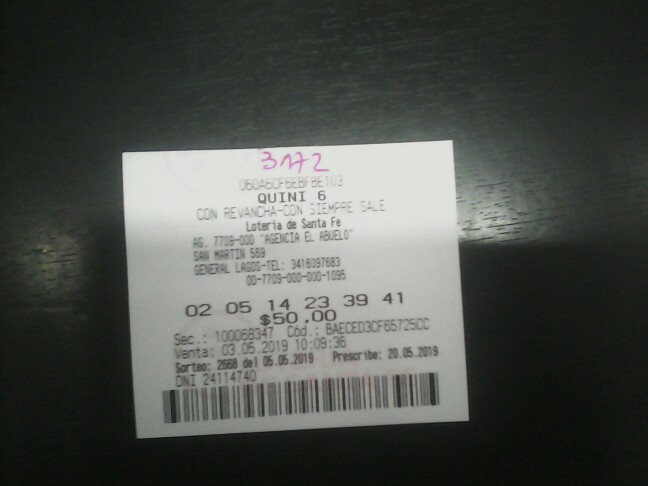 3172
060A6CF6EBFBE103
QUINI 6
CON REVANCHA-CON SIEMPRE SALE
Loteria de Santa Fe
AG. 7709-000 "AGENCIA EL ABUELO"
SAN MARTIN 569
GENERAL LAGOS-TEL: 3416097683
00-7709-000-000-1095
02 05 14 23 39 41
$50.00
Sec.: 100068347 Cód.: BAECED3CF65725CC
Venta: 03.05.2019 10:09:36
Sorteo: 2668 del 05.05.2019 Prescribe: 20.05.2019
DNI 24114740